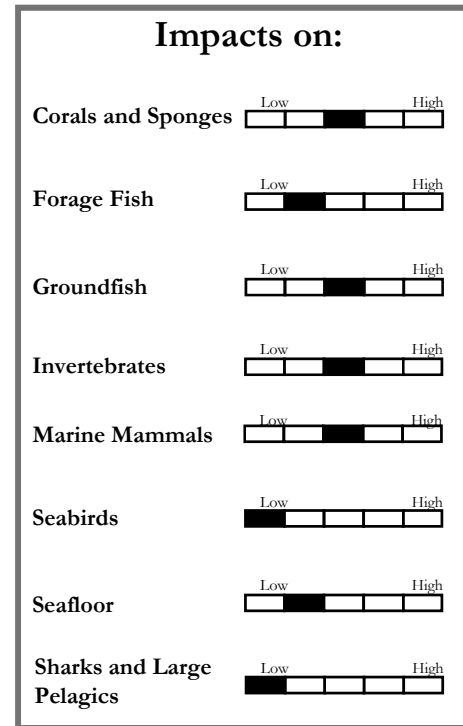 Impacts on:
Low High
Corals and Sponges
Low High
Forage Fish
Low High
Groundfish
Low High
Invertebrates
Low High
Marine Mammals
Low High
Seabirds
Low High
Seafloor
Sharks and Large
Low High
Pelagics